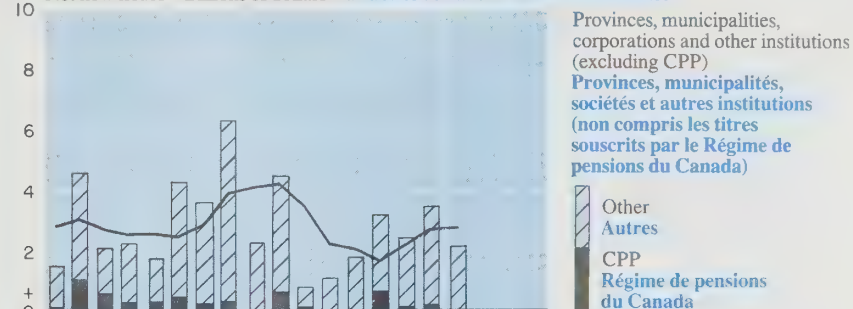 10
8
6
4
2
+
0
Provinces, municipalities,
corporations and other institutions
(excluding CPP)
Provinces, municipalités,
sociétés et autres institutions
(non compris les titres
souscrits par le Régime de
pensions du Canada)
Other
Autres
CPP
Régime de pensions
du Canada